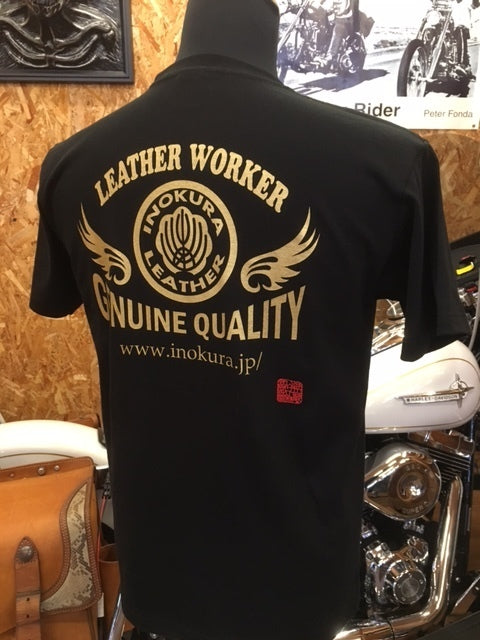 Rider
Peter Fonda
LEATHER WORKER
INOKURA
LEATHER
GENUINE QUALITY
www.inokura.jp/
HARLEY-DAVIDSON